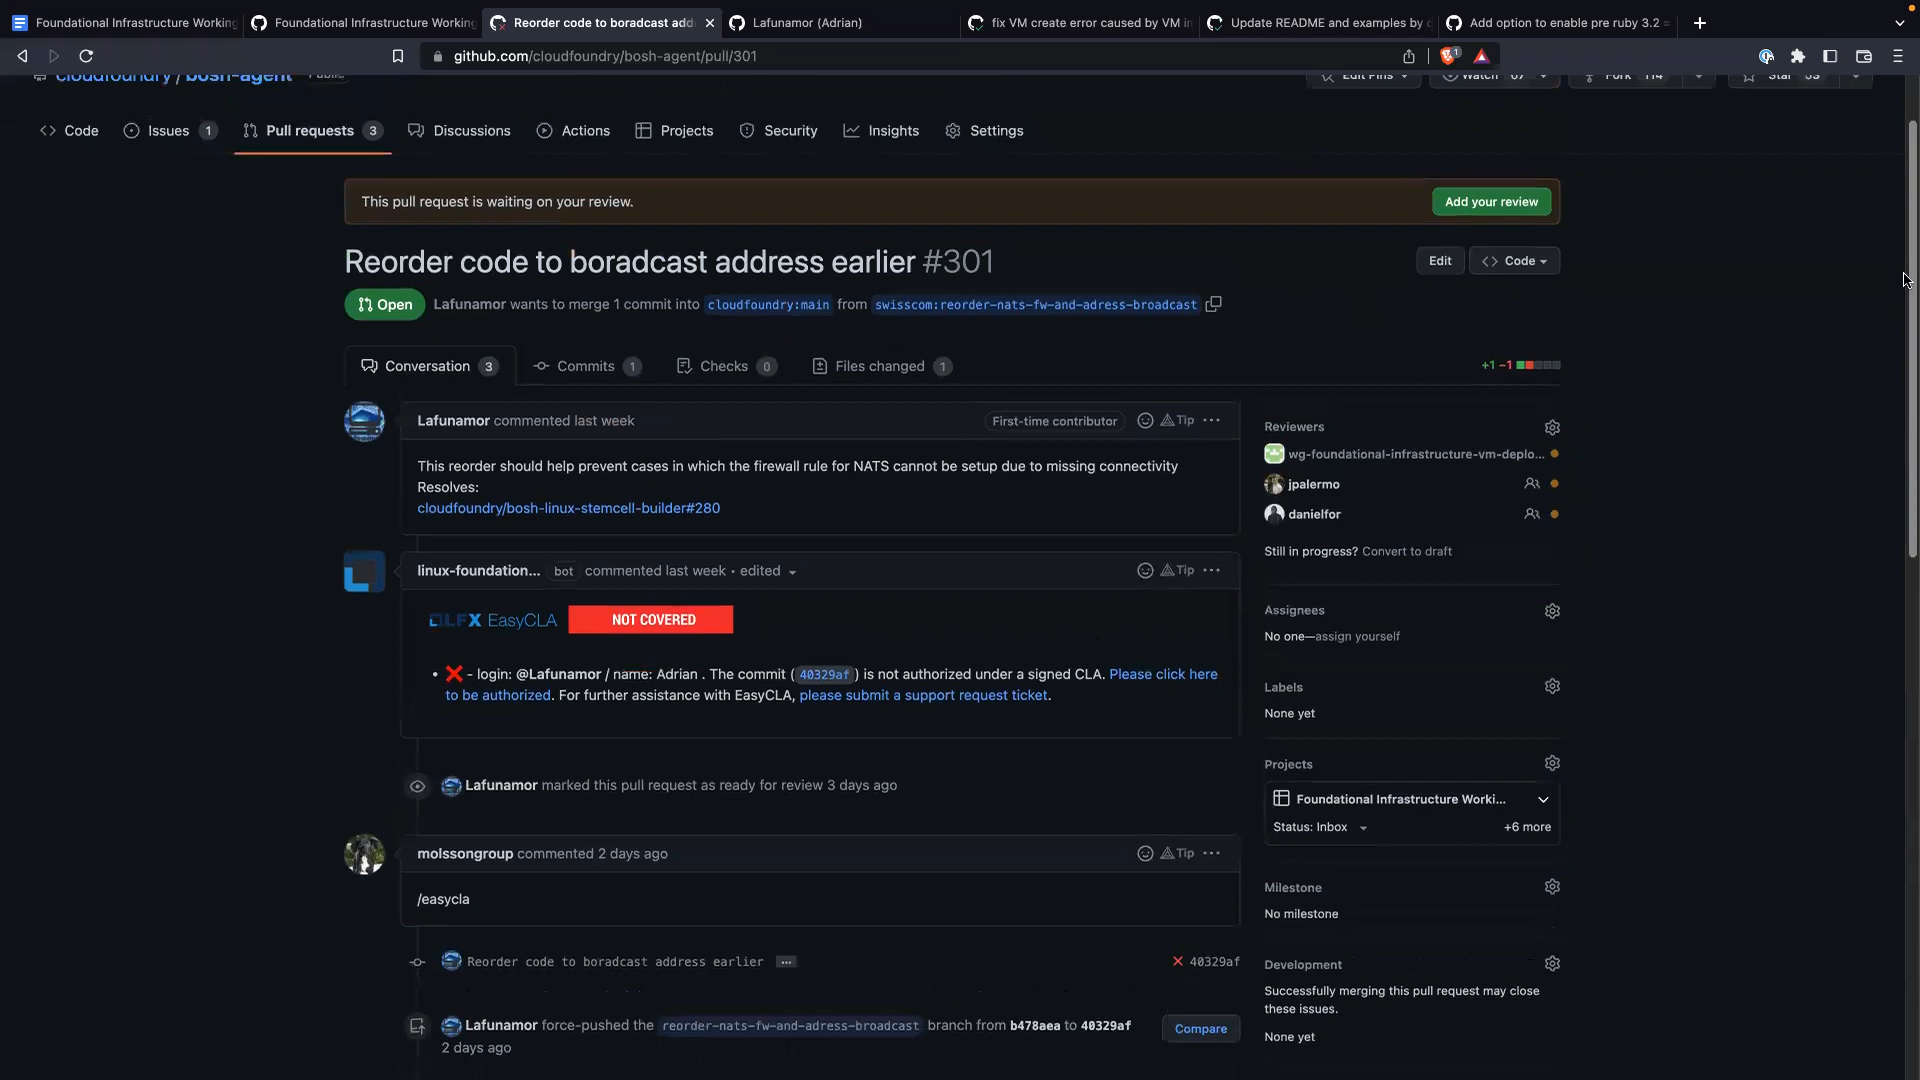 Foundational Infrastructure Working
Foundational Infrastructure Working
Reorder code to boradcast add
Lafunamor (Adrian)
fix VM create error caused by VM in
Update README and examples by
Add option to enable pre ruby 3.2 =
github.com/cloudfoundry/bosh-agent/pull/301
1
cloudfoundry / bosh-agent Public
Edit Pins
Watch 67
Fork 114
Star
Code
Issues 1
Pull requests 3
Discussions
Actions
Projects
Security
Insights
Settings
This pull request is waiting on your review.
Add your review
Reorder code to boradcast address earlier #301
Edit
Code
Open
Lafunamor wants to merge 1 commit into cloudfoundry:main from swisscom:reorder-nats-fw-and-adress-broadcast
Conversation 3
Commits 1
Checks 0
Files changed 1
+1 −1
Lafunamor commented last week
First-time contributor
Tip
This reorder should help prevent cases in which the firewall rule for NATS cannot be setup due to missing connectivity
Resolves:
cloudfoundry/bosh-linux-stemcell-builder#280
linux-foundation... bot commented last week • edited
Tip
LFX EasyCLA NOT COVERED
• ❌ - login: @Lafunamor / name: Adrian . The commit (40329af) is not authorized under a signed CLA. Please click here
to be authorized. For further assistance with EasyCLA, please submit a support request ticket.
Lafunamor marked this pull request as ready for review 3 days ago
molssongroup commented 2 days ago
Tip
/easycla
Reorder code to boradcast address earlier ...
40329af
Lafunamor force-pushed the reorder-nats-fw-and-adress-broadcast branch from b478aea to 40329af
2 days ago
Compare
Reviewers
wg-foundational-infrastructure-vm-deplo...
jpalermo
danielfor
Still in progress? Convert to draft
Assignees
No one—assign yourself
Labels
None yet
Projects
Foundational Infrastructure Worki...
Status: Inbox
+6 more
Milestone
No milestone
Development
Successfully merging this pull request may close
these issues.
None yet